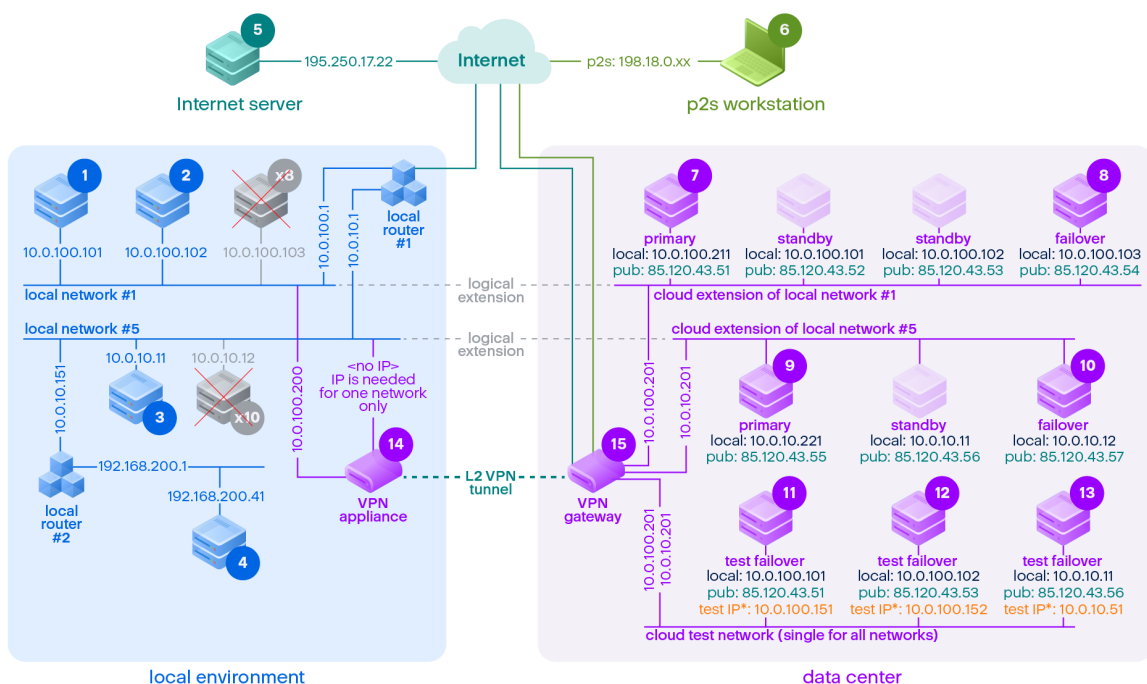 5
6
195.250.17.22
Internet
p2s: 198.18.0.xx
Internet server
p2s workstation
1
2
x8
10.0.100.101
10.0.100.102
10.0.100.103
10.0.100.1
10.0.10.1
local
router
#1
7
8
primary
local: 10.0.100.211
pub: 85.120.43.51
standby
local: 10.0.100.101
pub: 85.120.43.52
standby
local: 10.0.100.102
pub: 85.120.43.53
failover
local: 10.0.100.103
pub: 85.120.43.54
local network #1
logical
extension
cloud extension of local network #1
local network #5
logical
extension
cloud extension of local network #5
10.0.10.151
10.0.10.11
3
10.0.10.12
x10
10.0.100.200
<no IP>
IP is needed
for one network
only
10.0.100.201
10.0.10.201
9
10
primary
local: 10.0.10.221
pub: 85.120.43.55
standby
local: 10.0.10.11
pub: 85.120.43.56
failover
local: 10.0.10.12
pub: 85.120.43.57
14
15
L2 VPN
tunnel
VPN
appliance
VPN
gateway
192.168.200.1
192.168.200.41
local
router
#2
4
10.0.100.201
10.0.10.201
11
12
13
test failover
local: 10.0.100.101
pub: 85.120.43.51
test IP*: 10.0.100.151
test failover
local: 10.0.100.102
pub: 85.120.43.53
test IP*: 10.0.100.152
test failover
local: 10.0.10.11
pub: 85.120.43.56
test IP*: 10.0.10.51
cloud test network (single for all networks)
local environment
data center